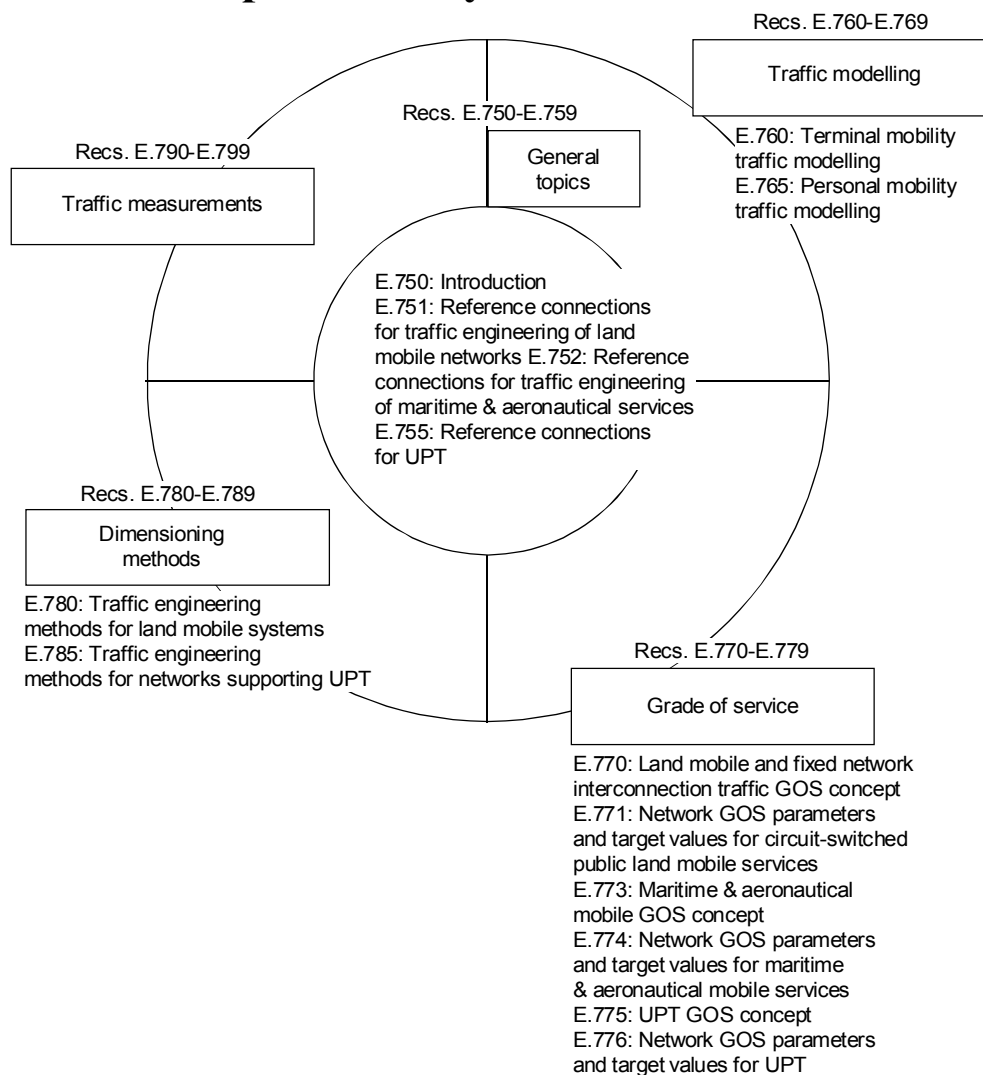 Recs. E.760-E.769
Traffic modelling
E.760: Terminal mobility
traffic modelling
E.765: Personal mobility
traffic modelling
Recs. E.750-E.759
General
topics
Recs. E.790-E.799
Traffic measurements
E.750: Introduction
E.751: Reference connections
for traffic engineering of land
mobile networks E.752: Reference
connections for traffic engineering
of maritime & aeronautical services
E.755: Reference connections
for UPT
Recs. E.780-E.789
Dimensioning
methods
E.780: Traffic engineering
methods for land mobile systems
E.785: Traffic engineering
methods for networks supporting UPT
Recs. E.770-E.779
Grade of service
E.770: Land mobile and fixed network
interconnection traffic GOS concept
E.771: Network GOS parameters
and target values for circuit-switched
public land mobile services
E.773: Maritime & aeronautical
mobile GOS concept
E.774: Network GOS parameters
and target values for maritime
& aeronautical mobile services
E.775: UPT GOS concept
E.776: Network GOS parameters
and target values for UPT